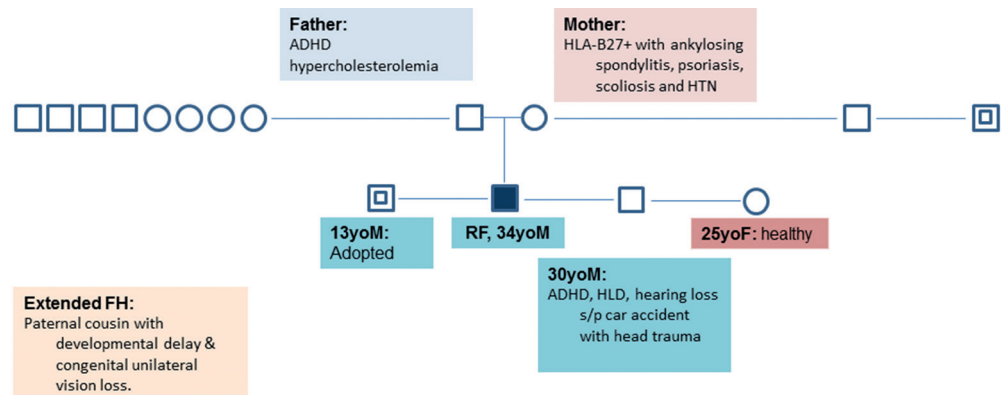 Father:
ADHD
hypercholesterolemia
Mother:
HLA-B27+ with ankylosing
spondylitis, psoriasis,
scoliosis and HTN
13yoM:
Adopted
RF, 34yoM
25yoF: healthy
30yoM:
ADHD, HLD, hearing loss
s/p car accident
with head trauma
Extended FH:
Paternal cousin with
developmental delay &
congenital unilateral
vision loss.